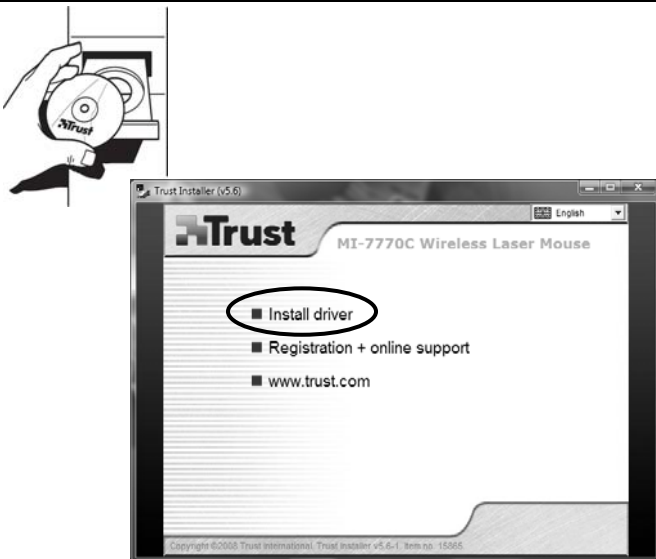 Trust
Trust Installer (v5.6)
English
Trust
MI-7770C Wireless Laser Mouse
Install driver
Registration + online support
www.trust.com
Copyright ©2008 Trust International. Trust Installer v5.6-1. Item no. 15865.